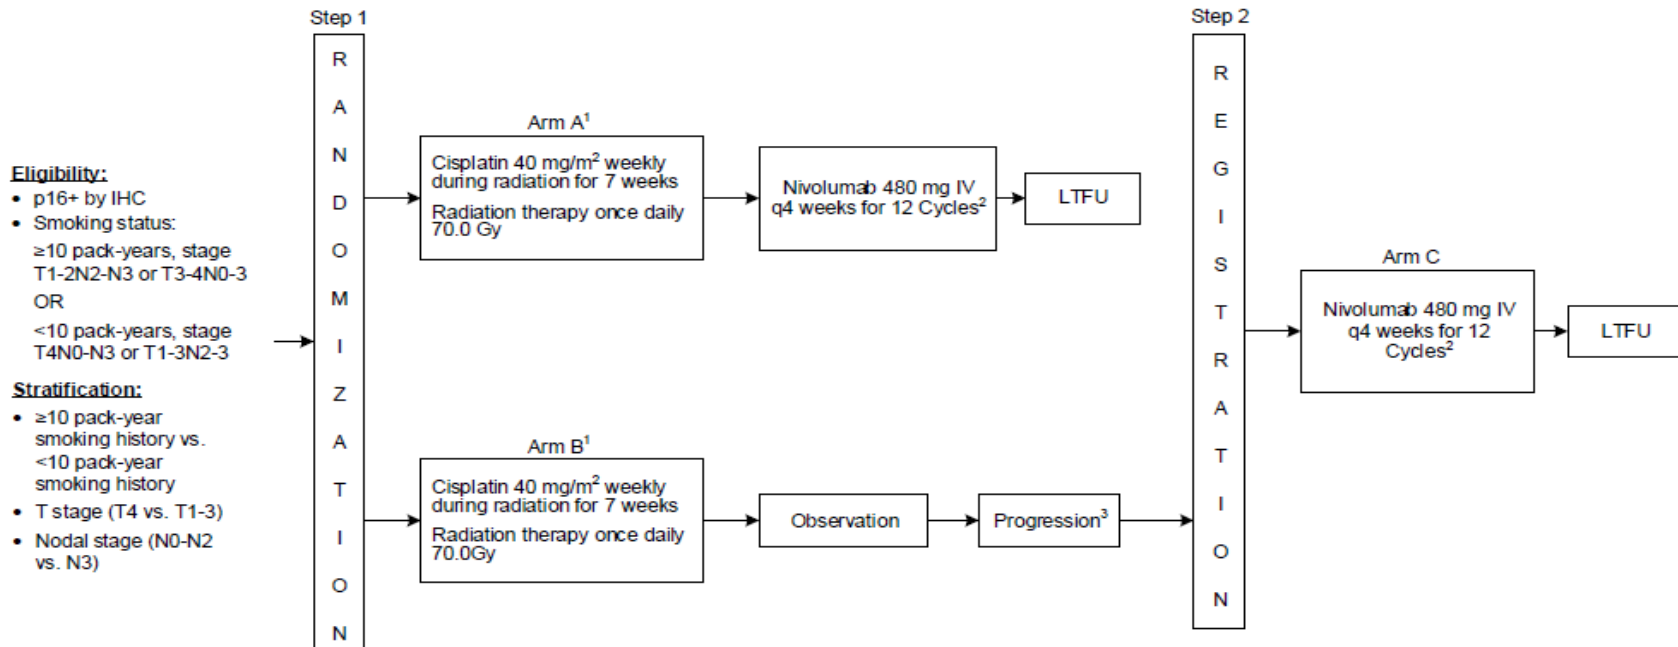 Step 1
R
A
N
D
O
M
I
Z
A
T
I
O
N
Eligibility:
• p16+ by IHC
• Smoking status:
≥10 pack-years, stage
T1-2N2-N3 or T3-4N0-3
OR
<10 pack-years, stage
T4N0-N3 or T1-3N2-3
Stratification:
• ≥10 pack-year
smoking history vs.
<10 pack-year
smoking history
• T stage (T4 vs. T1-3)
• Nodal stage (N0-N2
vs. N3)
Arm A¹
Cisplatin 40 mg/m² weekly
during radiation for 7 weeks
Radiation therapy once daily
70.0 Gy
Nivolumab 480 mg IV
q4 weeks for 12 Cycles²
LTFU
Arm B¹
Cisplatin 40 mg/m² weekly
during radiation for 7 weeks
Radiation therapy once daily
70.0Gy
Observation
Progression³
Step 2
R
E
G
I
S
T
R
A
T
I
O
N
Arm C
Nivolumab 480 mg IV
q4 weeks for 12
Cycles²
LTFU